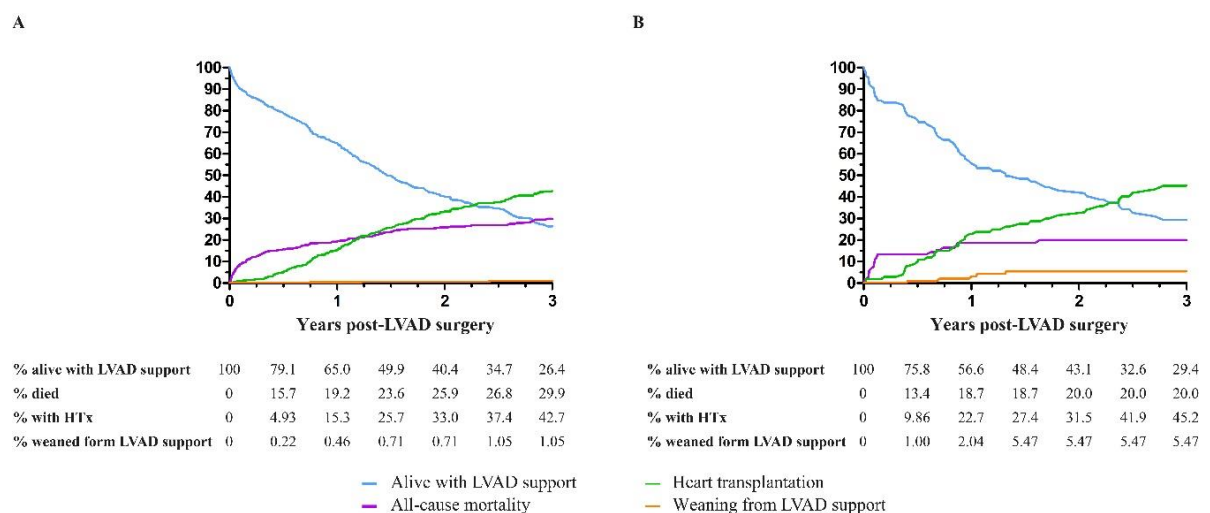 A
B
100
90
80
70
60
50
40
30
20
10
0
0 1 2 3
Years post-LVAD surgery
100
90
80
70
60
50
40
30
20
10
0
0 1 2 3
Years post-LVAD surgery
% alive with LVAD support 100 79.1 65.0 49.9 40.4 34.7 26.4
% died 0 15.7 19.2 23.6 25.9 26.8 29.9
% with HTx 0 4.93 15.3 25.7 33.0 37.4 42.7
% weaned form LVAD support 0 0.22 0.46 0.71 0.71 1.05 1.05
% alive with LVAD support 100 75.8 56.6 48.4 43.1 32.6 29.4
% died 0 13.4 18.7 18.7 20.0 20.0 20.0
% with HTx 0 9.86 22.7 27.4 31.5 41.9 45.2
% weaned form LVAD support 0 1.00 2.04 5.47 5.47 5.47 5.47
Alive with LVAD support
All-cause mortality
Heart transplantation
Weaning from LVAD support